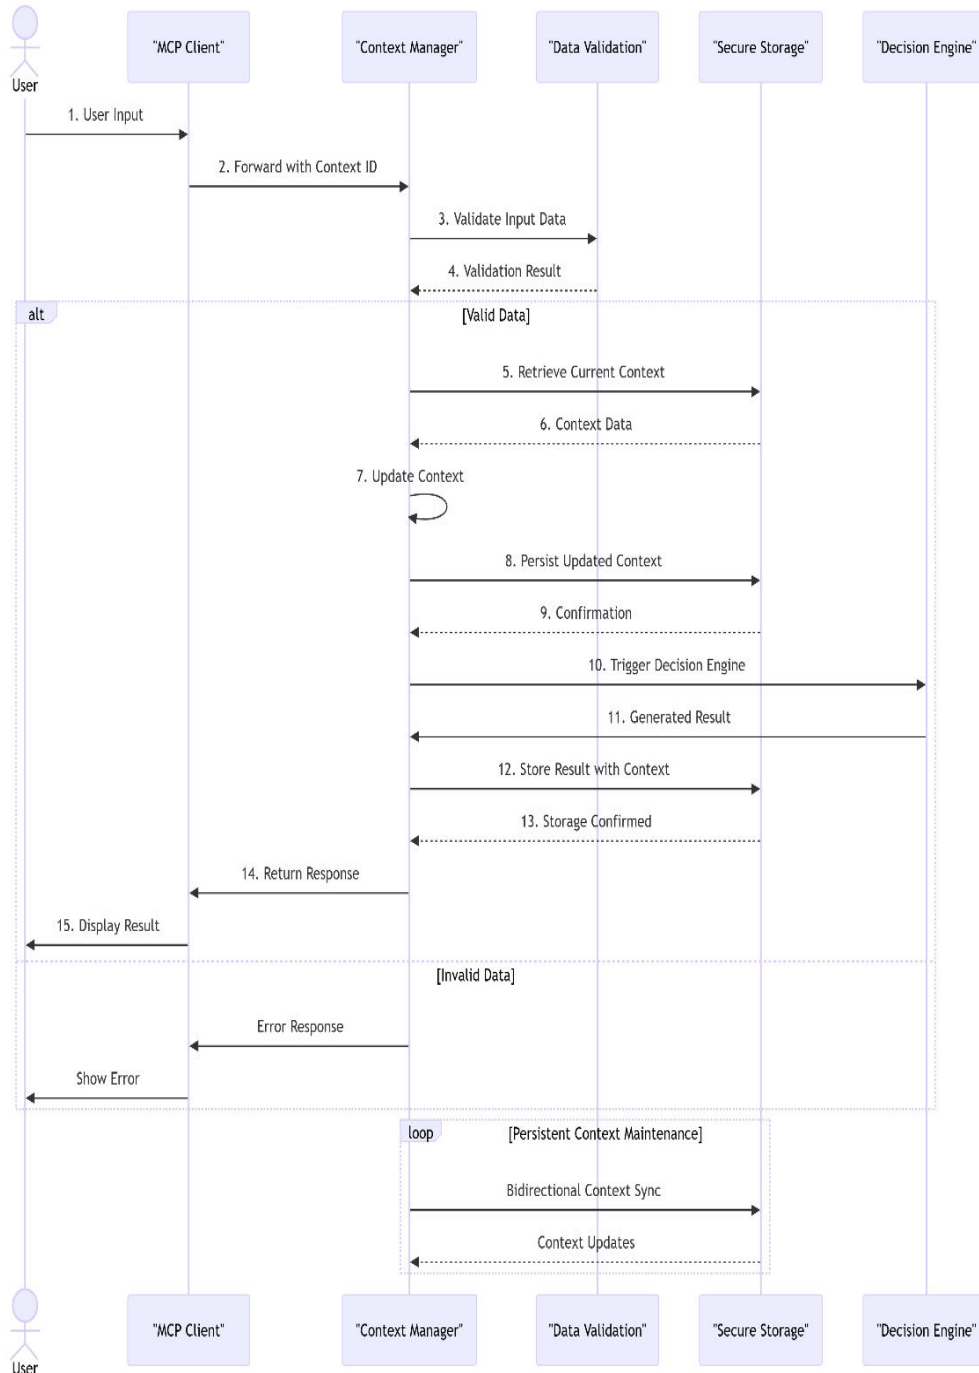 "MCP Client"
"Context Manager"
"Data Validation"
"Secure Storage"
"Decision Engine"
User
1. User Input
2. Forward with Context ID
3. Validate Input Data
4. Validation Result
alt
[Valid Data]
5. Retrieve Current Context
6. Context Data
7. Update Context
8. Persist Updated Context
9. Confirmation
10. Trigger Decision Engine
11. Generated Result
12. Store Result with Context
13. Storage Confirmed
14. Return Response
15. Display Result
[Invalid Data]
Error Response
Show Error
loop
[Persistent Context Maintenance]
Bidirectional Context Sync
Context Updates
"MCP Client"
"Context Manager"
"Data Validation"
"Secure Storage"
"Decision Engine"
User